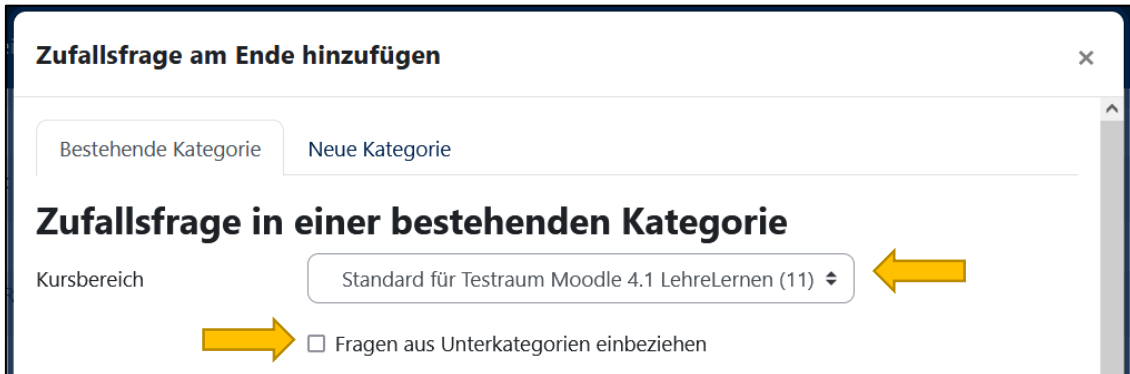 Zufallsfrage am Ende hinzufügen
×
Bestehende Kategorie Neue Kategorie
Zufallsfrage in einer bestehenden Kategorie
Kursbereich Standard für Testraum Moodle 4.1 LehreLernen (11)
Fragen aus Unterkategorien einbeziehen